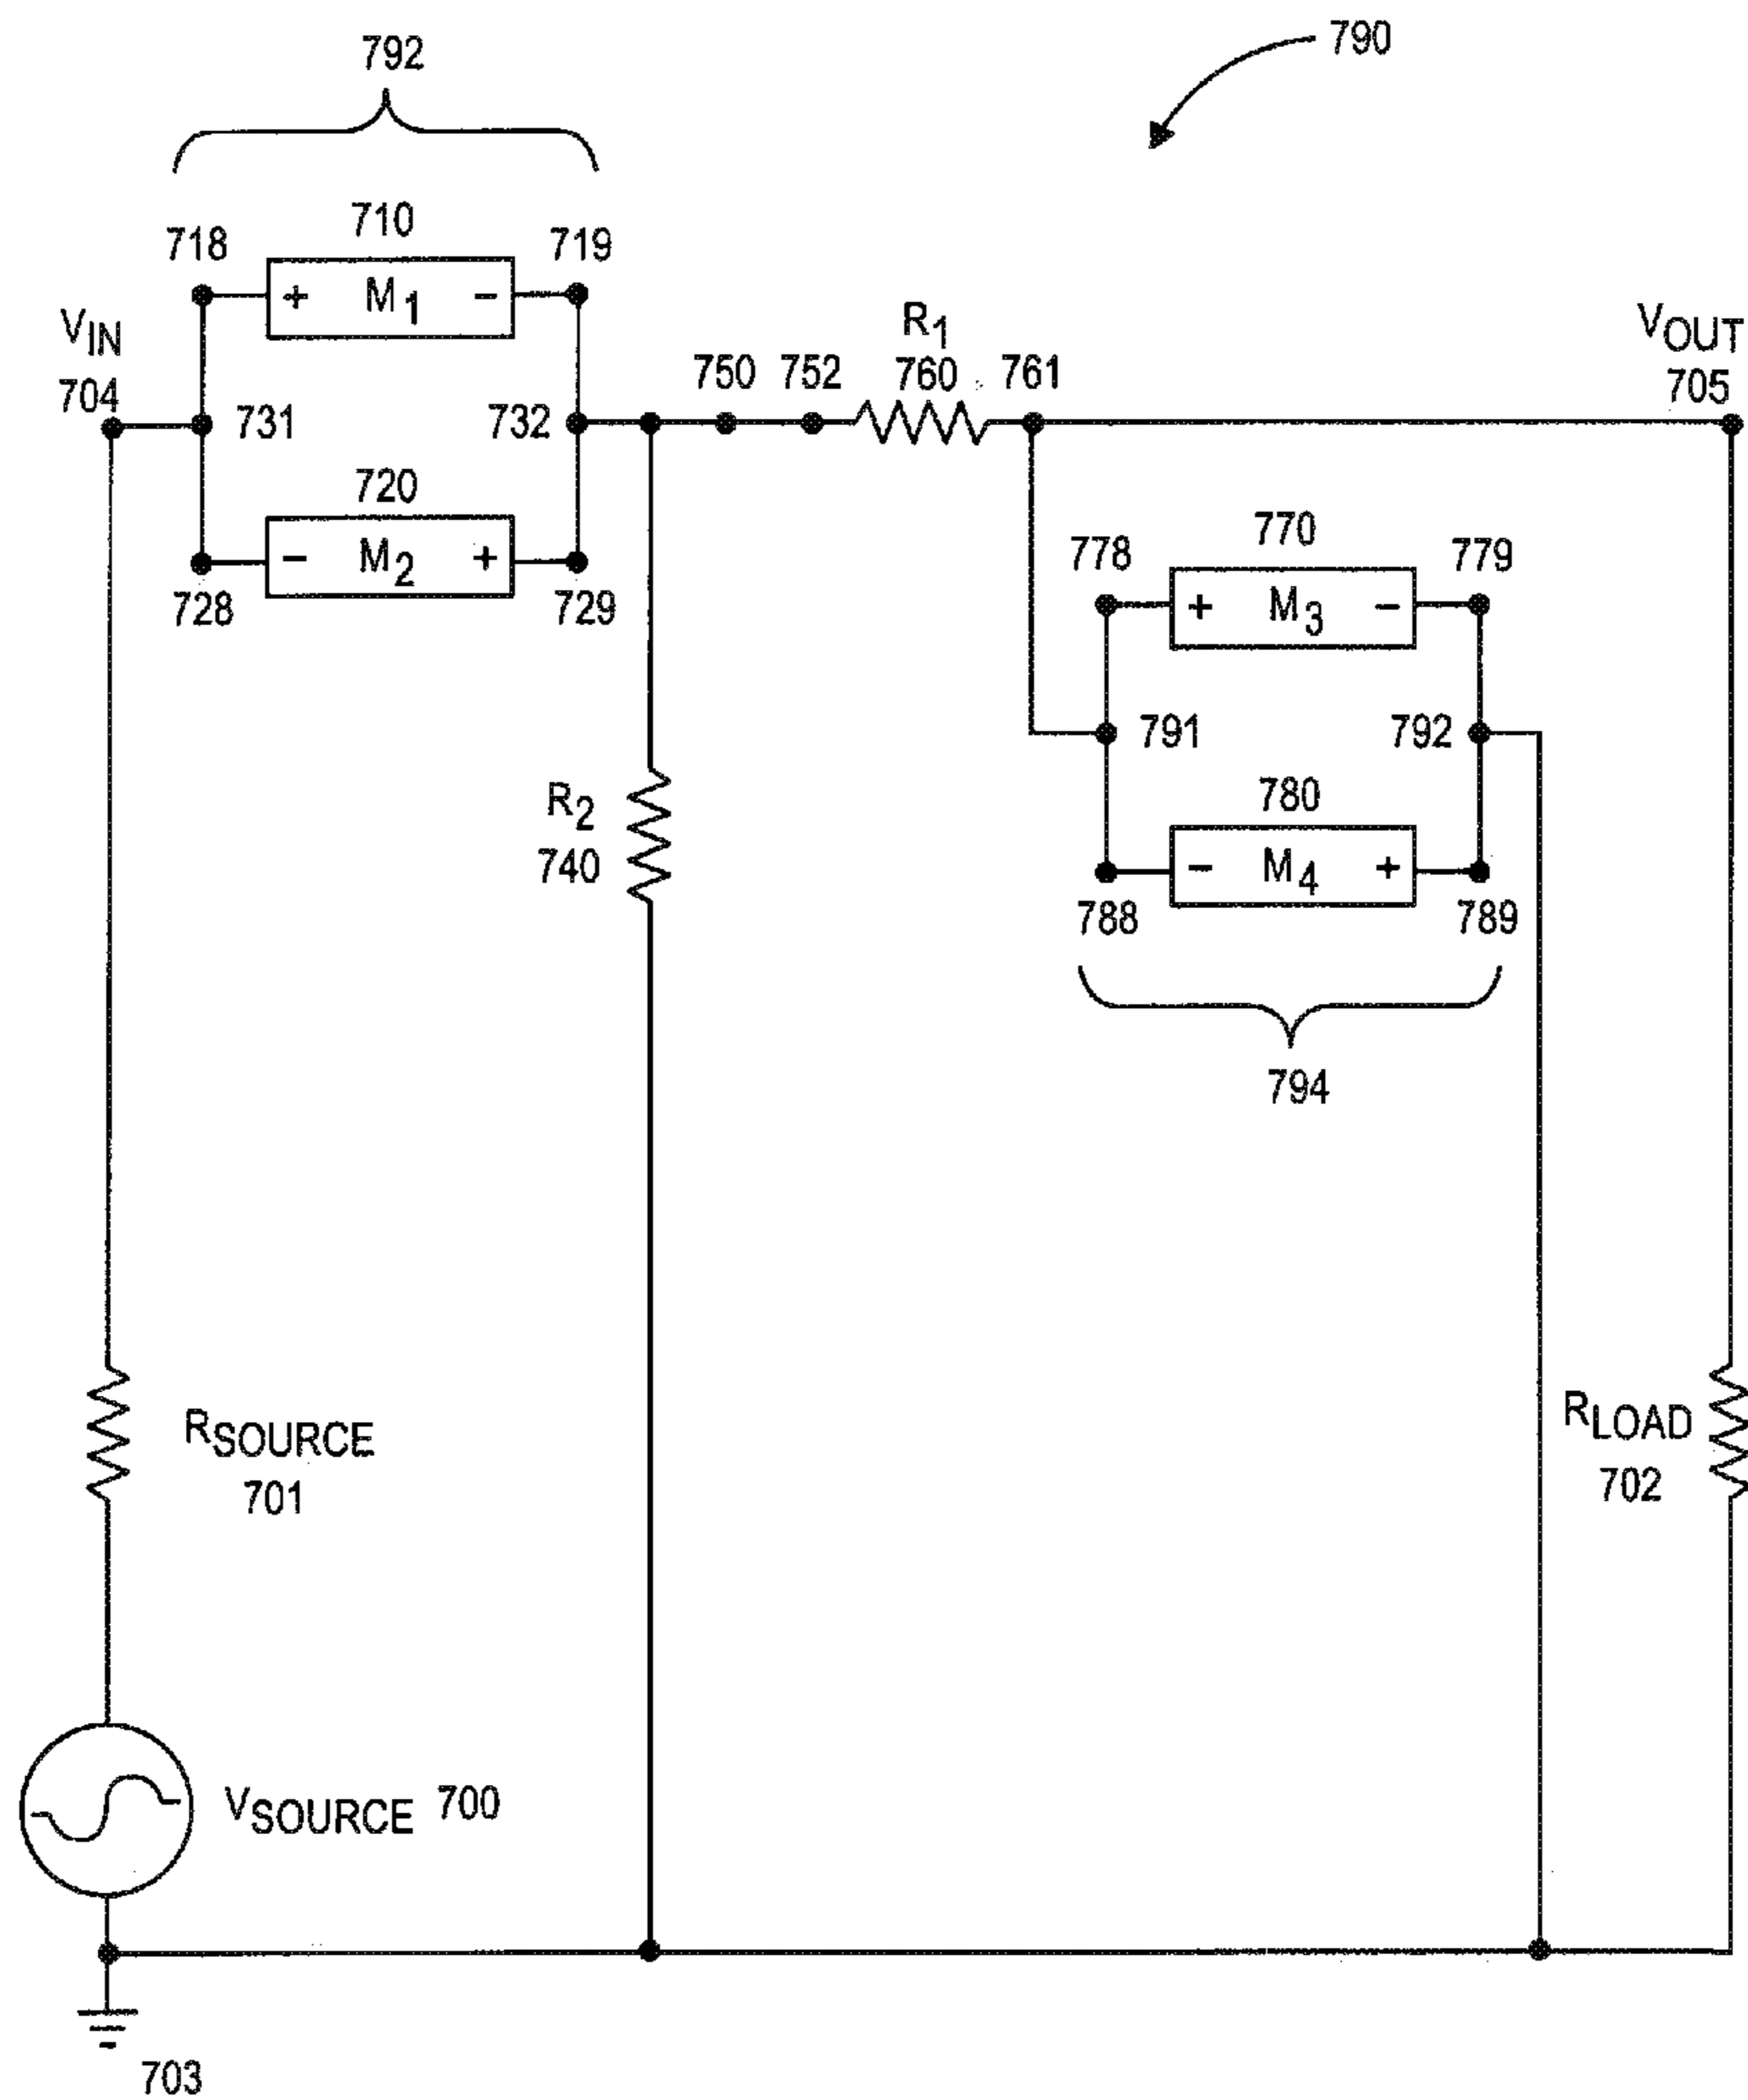 790
792
710
718
719
+ M1 -
VIN
704
731
732
750
752
R1
760
761
VOUT
705
720
- M2 +
728
729
770
778
779
+ M3 -
791
792
R2
740
780
- M4 +
788
789
794
RSOURCE
701
RLOAD
702
VSOURCE 700
703